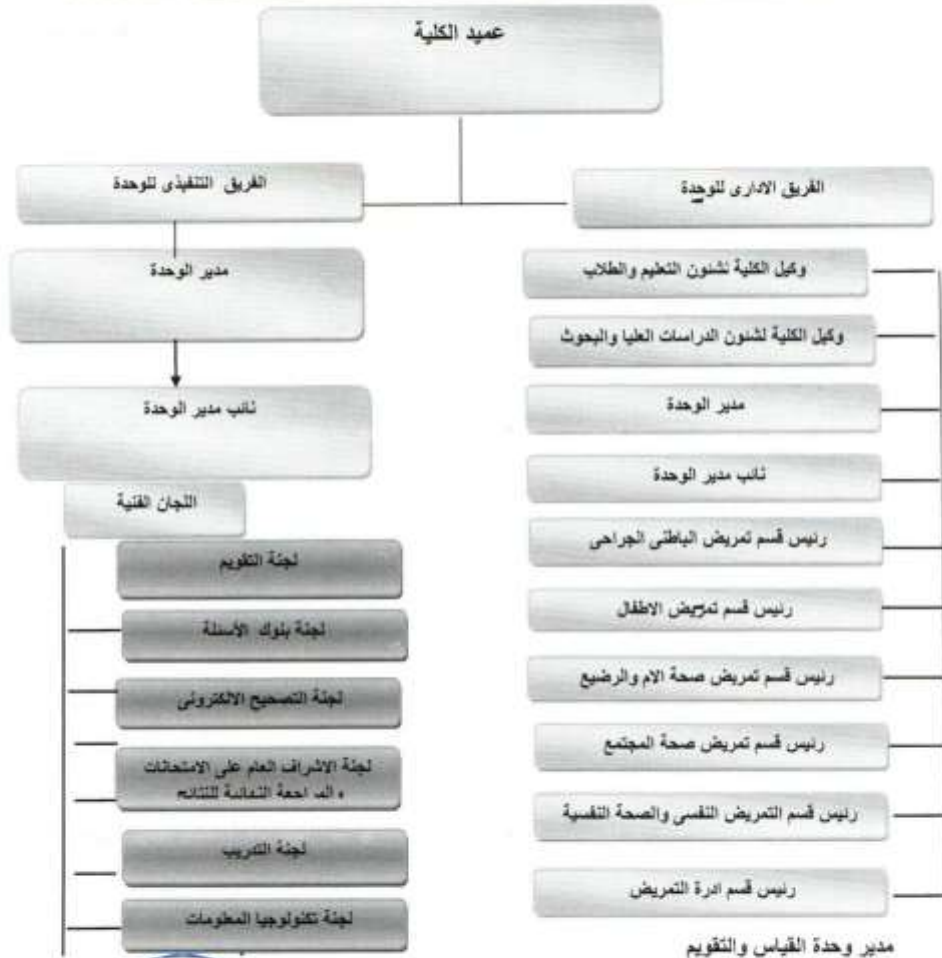 عميد الكلية
الفريق الادارى للوحدة
وكيل الكلية لشئون التعليم والطلاب
وكيل الكلية لشئون الدراسات العليا والبحوث
مدير الوحدة
نائب مدير الوحدة
رئيس قسم تمريض الباطنى الجراحى
رئيس قسم تمريض الاطفال
رئيس قسم تمريض صحة الام والرضيع
رئيس قسم تمريض صحة المجتمع
رئيس قسم التمريض النفسى والصحة النفسية
رئيس قسم ادرة التمريض
الفريق التنفيذى للوحدة
مدير الوحدة
نائب مدير الوحدة
اللجان الفنية
لجنة التقويم
لجنة بنوك الأسئلة
لجنة التصحيح الالكترونى
لجنة الاشراف العام على الامتحانات
والمراجعة النهائية للنتائج
لجنة التدريب
لجنة تكنولوجيا المعلومات
مدير وحدة القياس والتقويم